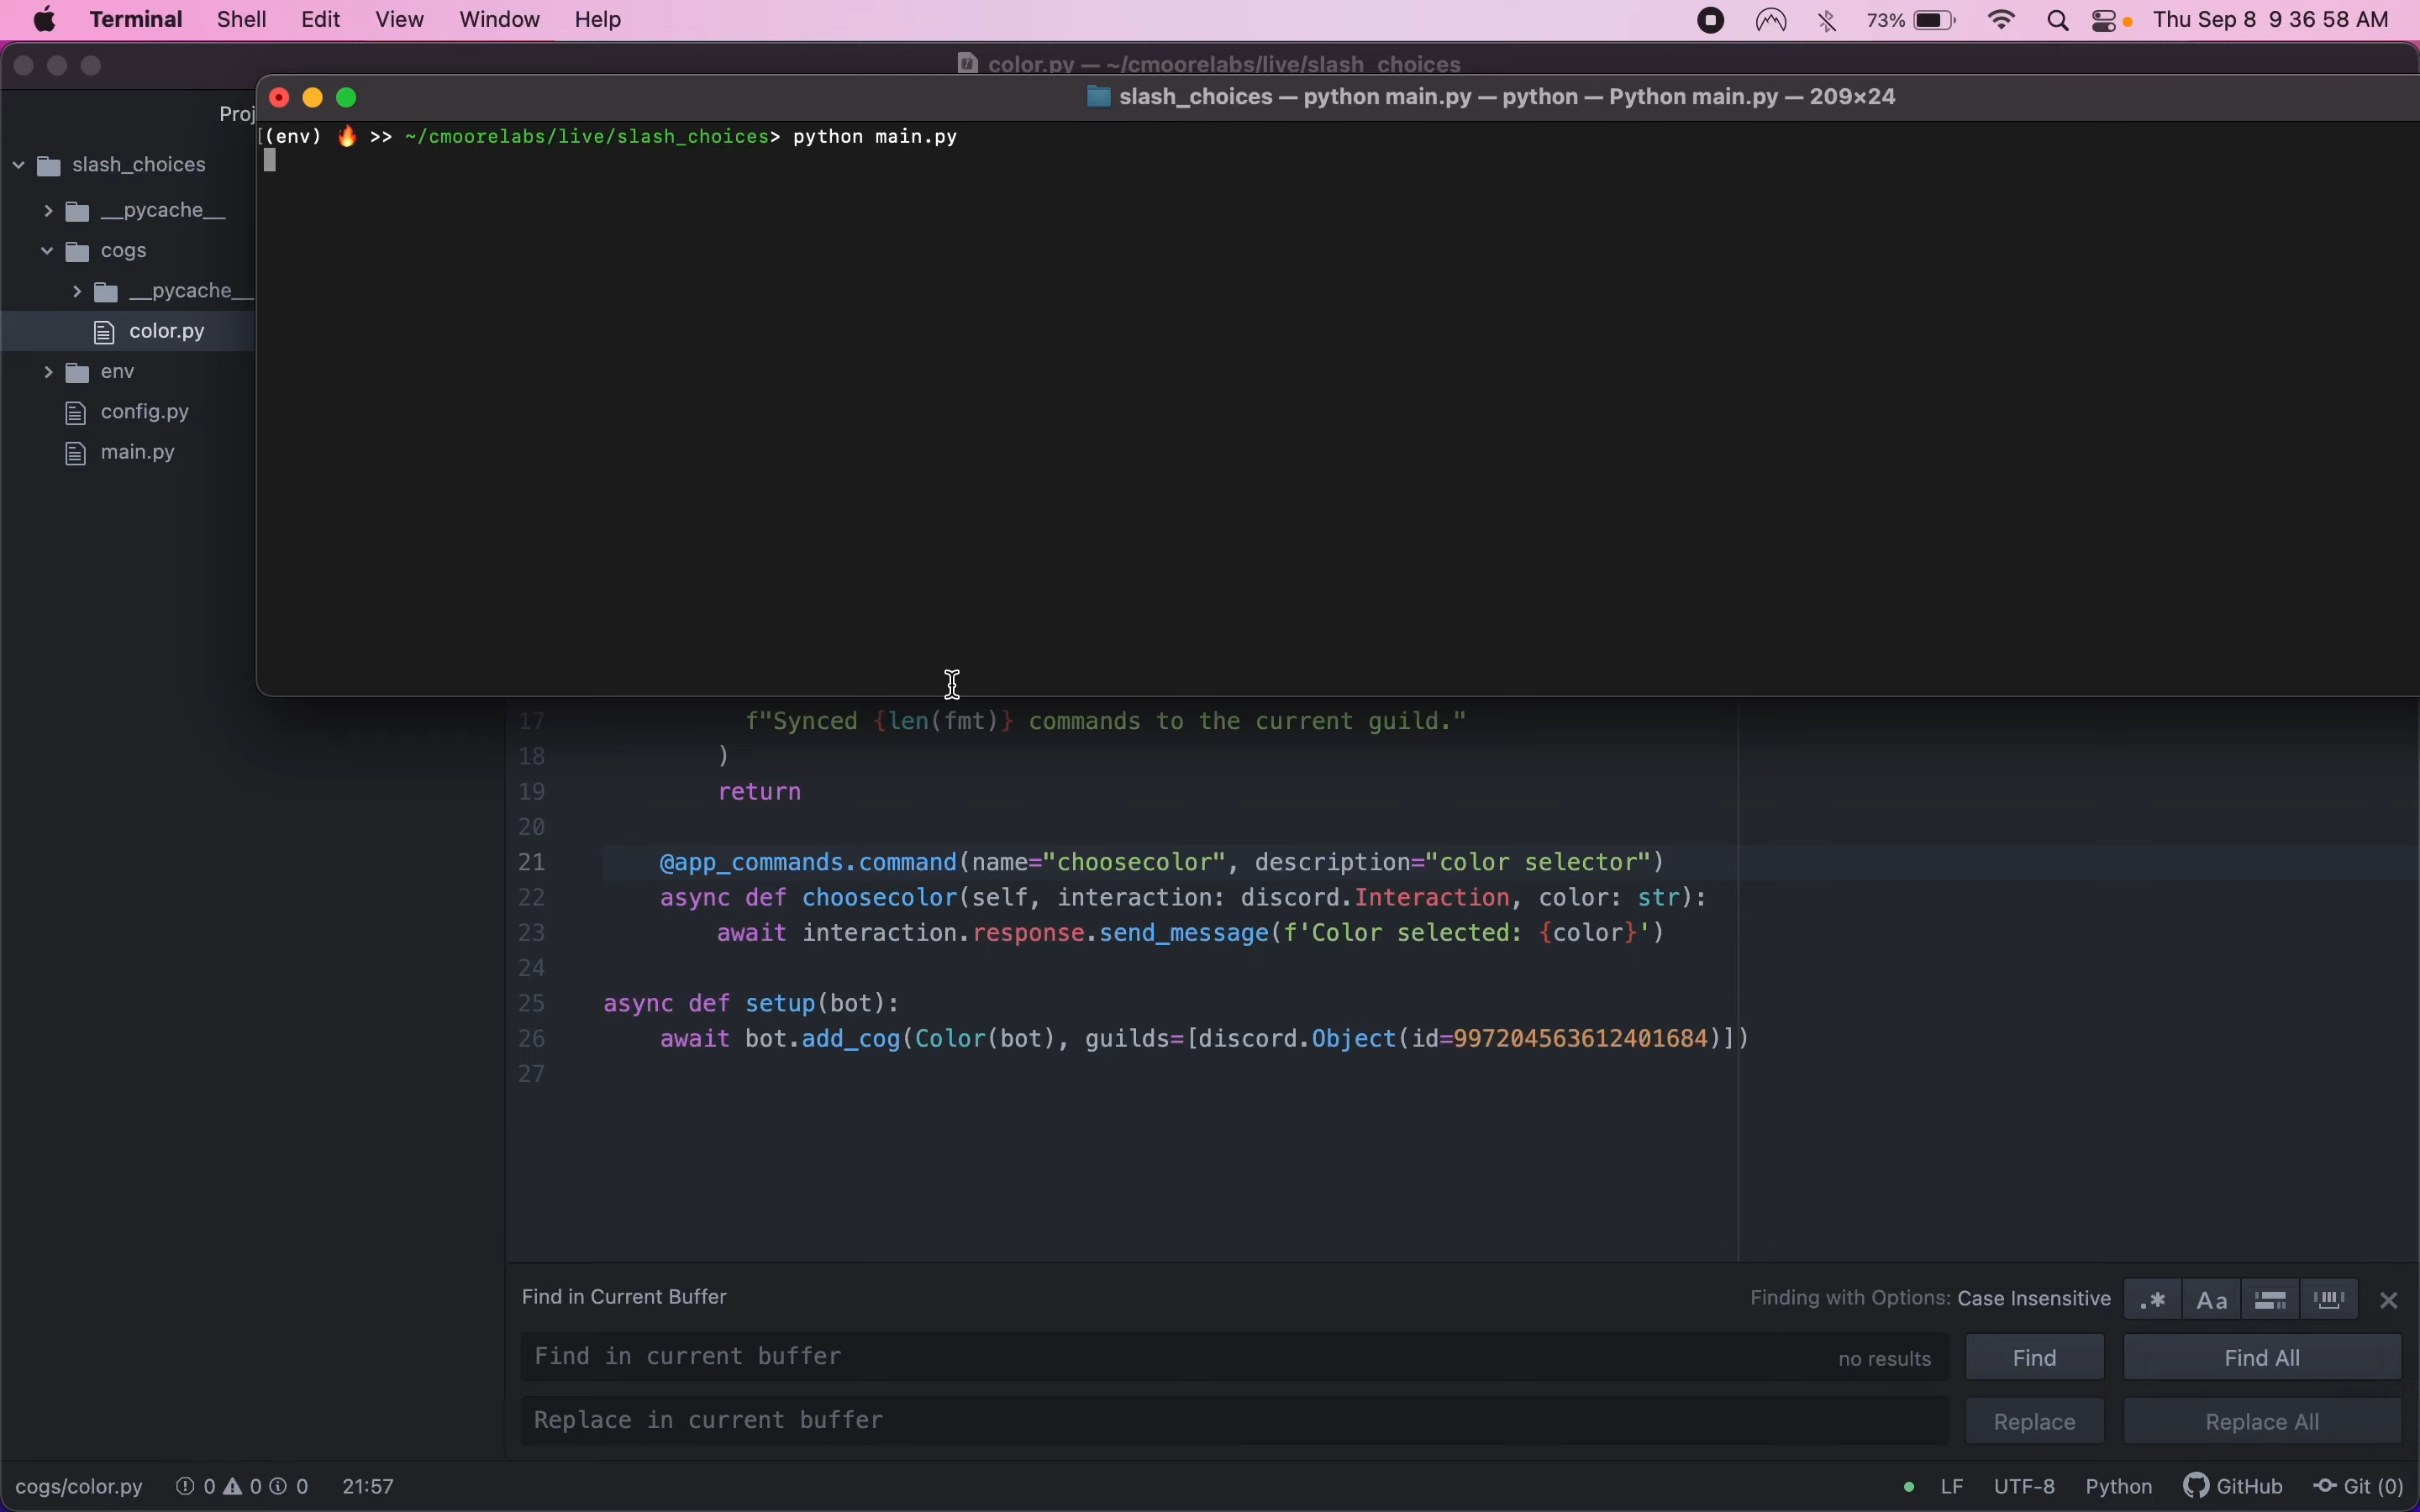 Terminal Shell Edit View Window Help 73% Thu Sep 8 9 36 58 AM
color.py — ~/cmoorelabs/live/slash_choices
slash_choices — python main.py — python — Python main.py — 209×24
Proj
[(env) 🔥 >> ~/cmoorelabs/live/slash_choices> python main.py
slash_choices
__pycache__
cogs
__pycache__
color.py
env
config.py
main.py
17 f"Synced {len(fmt)} commands to the current guild."
18 )
19 return
20
21 @app_commands.command(name="choosecolor", description="color selector")
22 async def choosecolor(self, interaction: discord.Interaction, color: str):
23 await interaction.response.send_message(f'Color selected: {color}')
24
25 async def setup(bot):
26 await bot.add_cog(Color(bot), guilds=[discord.Object(id=997204563612401684)])
27
Find in Current Buffer Finding with Options: Case Insensitive .* Aa
Find in current buffer no results Find Find All
Replace in current buffer Replace Replace All
cogs/color.py 0 0 0 21:57 LF UTF-8 Python GitHub Git (0)